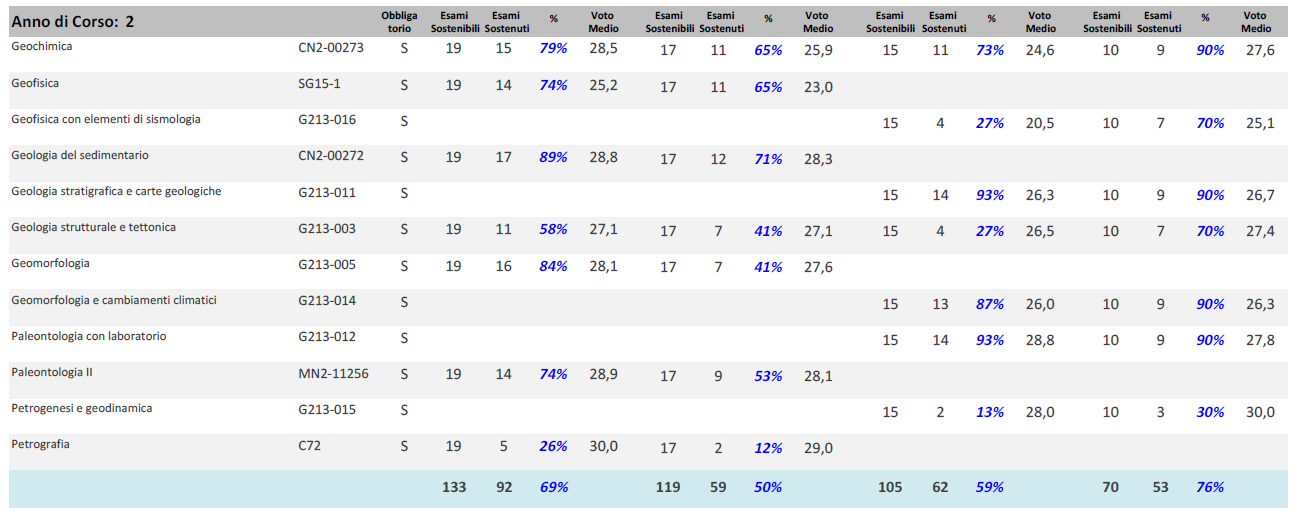 Anno di Corso: 2 Obbliga torio Esami Sostenibili Esami Sostenuti % Voto Medio Esami Sostenibili Esami Sostenuti % Voto Medio Esami Sostenibili Esami Sostenuti % Voto Medio Esami Sostenibili Esami Sostenuti % Voto Medio
Geochimica CN2-00273 S 19 15 79% 28,5 17 11 65% 25,9 15 11 73% 24,6 10 9 90% 27,6
Geofisica SG15-1 S 19 14 74% 25,2 17 11 65% 23,0
Geofisica con elementi di sismologia G213-016 S 15 4 27% 20,5 10 7 70% 25,1
Geologia del sedimentario CN2-00272 S 19 17 89% 28,8 17 12 71% 28,3
Geologia stratigrafica e carte geologiche G213-011 S 15 14 93% 26,3 10 9 90% 26,7
Geologia strutturale e tettonica G213-003 S 19 11 58% 27,1 17 7 41% 27,1 15 4 27% 26,5 10 7 70% 27,4
Geomorfologia G213-005 S 19 16 84% 28,1 17 7 41% 27,6
Geomorfologia e cambiamenti climatici G213-014 S 15 13 87% 26,0 10 9 90% 26,3
Paleontologia con laboratorio G213-012 S 15 14 93% 28,8 10 9 90% 27,8
Paleontologia II MN2-11256 S 19 14 74% 28,9 17 9 53% 28,1
Petrogenesi e geodinamica G213-015 S 15 2 13% 28,0 10 3 30% 30,0
Petrografia C72 S 19 5 26% 30,0 17 2 12% 29,0
133 92 69% 119 59 50% 105 62 59% 70 53 76%